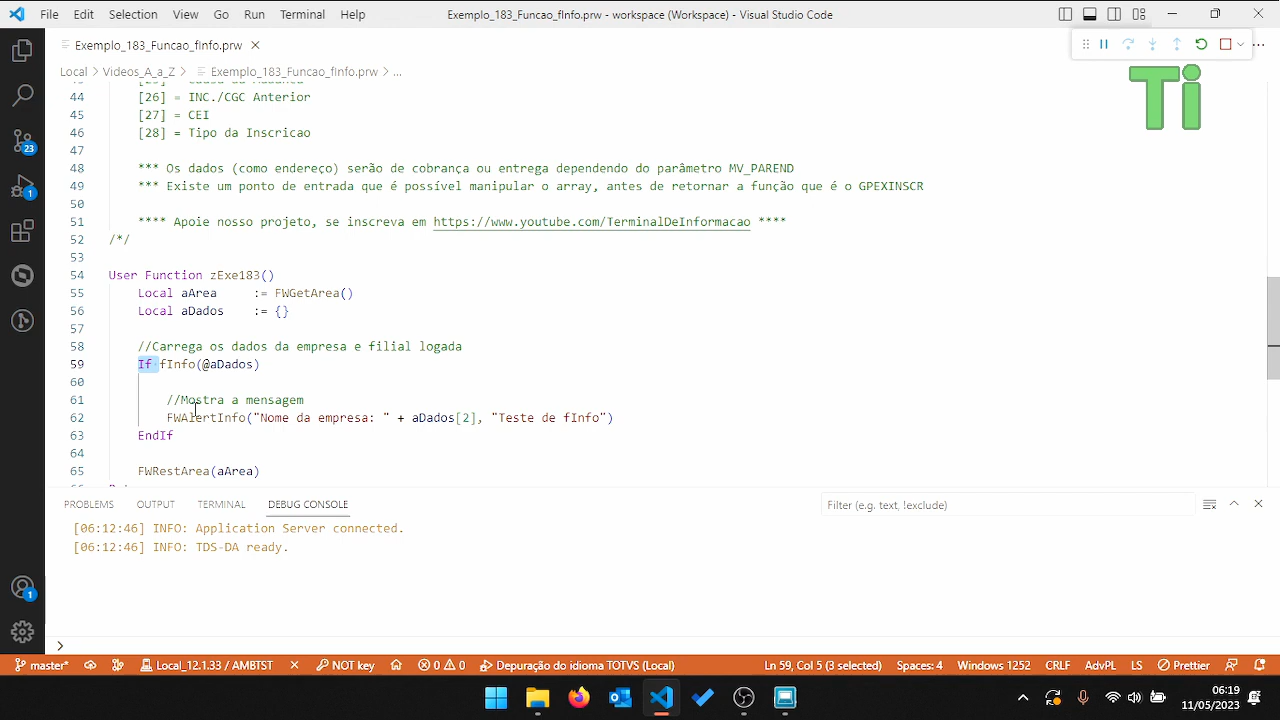 File Edit Selection View Go Run Terminal Help
Exemplo_183_Funcao_fInfo.prw - workspace (Workspace) - Visual Studio Code
Exemplo_183_Funcao_fInfo.prw
Local > Videos_A_a_Z > Exemplo_183_Funcao_fInfo.prw > ...
Ti
44 [26] = INC./CGC Anterior
45 [27] = CEI
46 [28] = Tipo da Inscricao
47
48 *** Os dados (como endereço) serão de cobrança ou entrega dependendo do parâmetro MV_PAREND
49 *** Existe um ponto de entrada que é possível manipular o array, antes de retornar a função que é o GPEXINSCR
50
51 **** Apoie nosso projeto, se inscreva em https://www.youtube.com/TerminalDeInformacao ****
52 /*/
53
54 User Function zExe183()
55 Local aArea := FWGetArea()
56 Local aDados := {}
57
58 //Carrega os dados da empresa e filial logada
59 If fInfo(@aDados)
60
61 //Mostra a mensagem
62 FWAlertInfo("Nome da empresa: " + aDados[2], "Teste de fInfo")
63 EndIf
64
65 FWRestArea(aArea)
PROBLEMS OUTPUT TERMINAL DEBUG CONSOLE
Filter (e.g. text, !exclude)
[06:12:46] INFO: Application Server connected.
[06:12:46] INFO: TDS-DA ready.
>
23
1
1
master* Local_12.1.33 / AMBTST NOT key 0 0 Depuração do idioma TOTVS (Local) Ln 59, Col 5 (3 selected) Spaces: 4 Windows 1252 CRLF AdvPL LS Prettier
06:19
11/05/2023